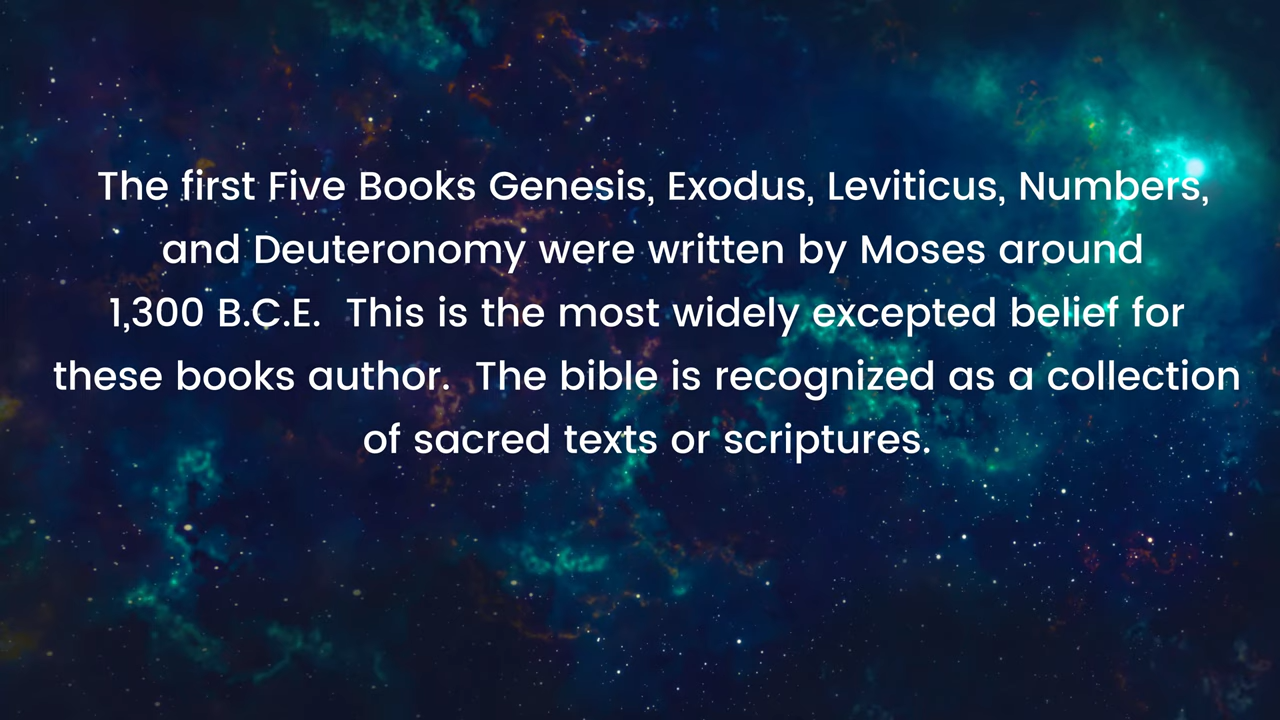 The first Five Books Genesis, Exodus, Leviticus, Numbers,
and Deuteronomy were written by Moses around
1,300 B.C.E.  This is the most widely excepted belief for
these books author.  The bible is recognized as a collection
of sacred texts or scriptures.